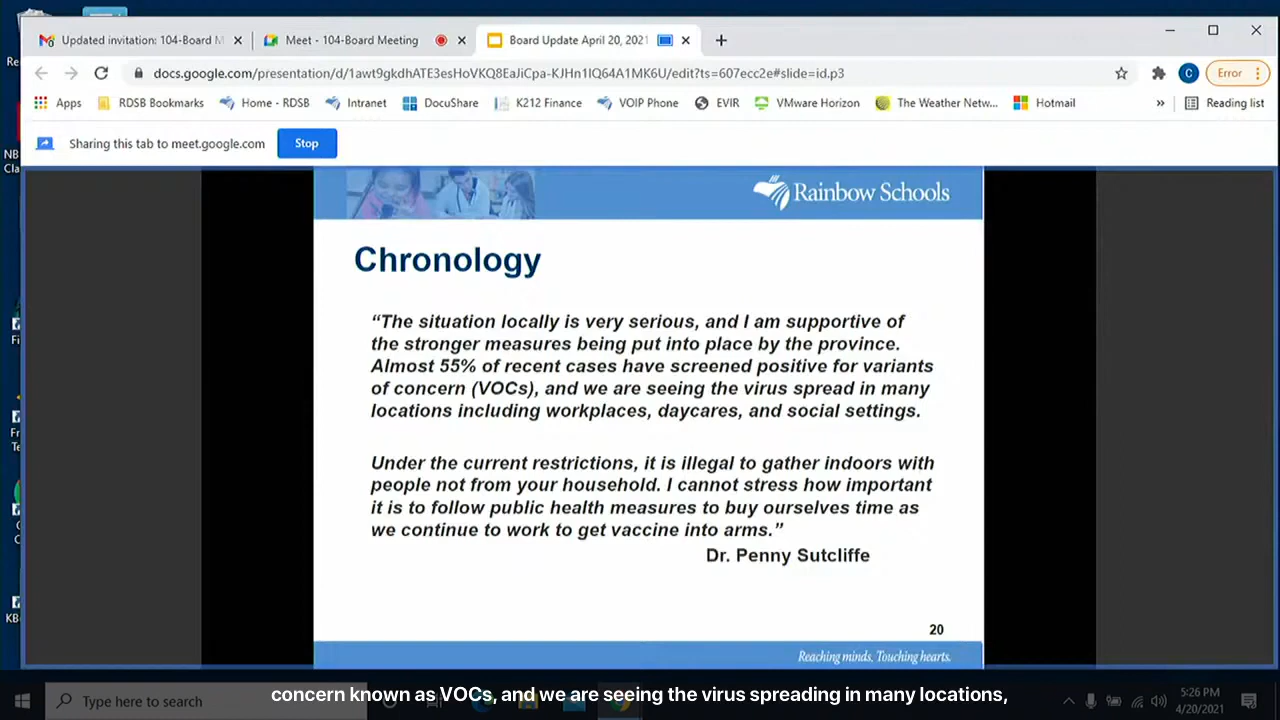 Updated invitation: 104-Board M
Meet - 104-Board Meeting
Board Update April 20, 2021
docs.google.com/presentation/d/1awt9gkdhATE3esHoVKQ8EaJiCpa-KJHn1IQ64A1MK6U/edit?ts=607ecc2e#slide=id.p3
C
Error
Apps
RDSB Bookmarks
Home - RDSB
Intranet
DocuShare
K212 Finance
VOIP Phone
EVIR
VMware Horizon
The Weather Netw...
Hotmail
»
Reading list
Sharing this tab to meet.google.com
Stop
Rainbow Schools
Chronology
“The situation locally is very serious, and I am supportive of
the stronger measures being put into place by the province.
Almost 55% of recent cases have screened positive for variants
of concern (VOCs), and we are seeing the virus spread in many
locations including workplaces, daycares, and social settings.
Under the current restrictions, it is illegal to gather indoors with
people not from your household. I cannot stress how important
it is to follow public health measures to buy ourselves time as
we continue to work to get vaccine into arms.”
Dr. Penny Sutcliffe
20
Reaching minds. Touching hearts.
concern known as VOCs, and we are seeing the virus spreading in many locations,
Type here to search
5:26 PM
4/20/2021